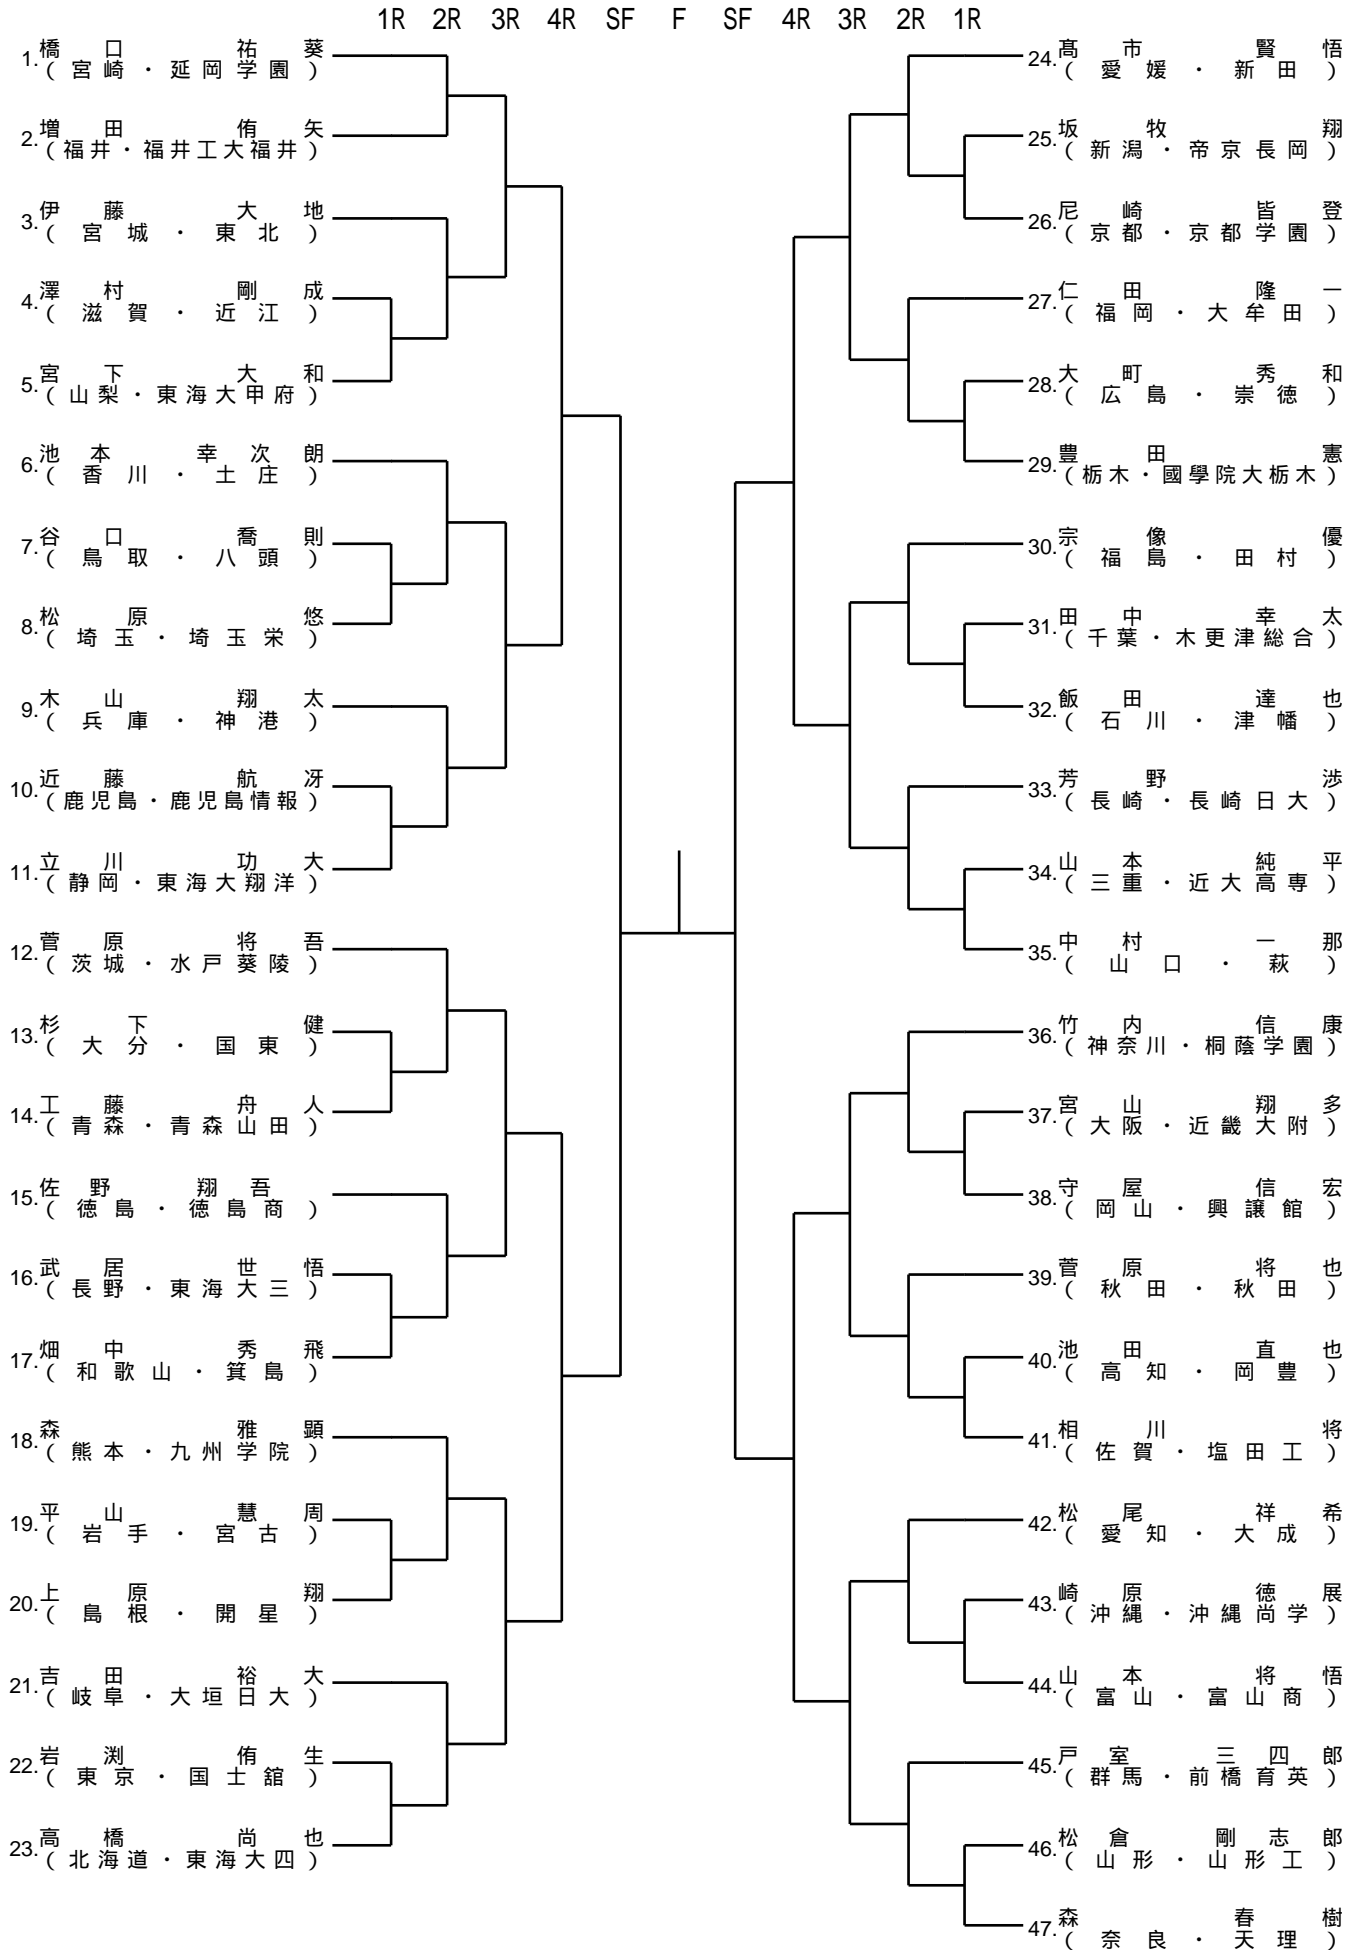 1R 2R 3R 4R SF F SF 4R 3R 2R 1R
1. 橋口 祐葵
(宮崎・延岡学園)
2. 増田 侑矢
(福井・福井工大福井)
3. 伊藤 大地
(宮城・東北)
4. 澤村 剛成
(滋賀・近江)
5. 宮下 大和
(山梨・東海大甲府)
6. 池本 幸次朗
(香川・土庄)
7. 谷口 喬則
(鳥取・八頭)
8. 松原 悠
(埼玉・埼玉栄)
9. 木山 翔太
(兵庫・神港)
10. 近藤 航冴
(鹿児島・鹿児島情報)
11. 立川 功大
(静岡・東海大翔洋)
12. 菅原 将吾
(茨城・水戸葵陵)
13. 杉下 健
(大分・国東)
14. 工藤 舟人
(青森・青森山田)
15. 佐野 翔吾
(徳島・徳島商)
16. 武居 世悟
(長野・東海大三)
17. 畑中 秀飛
(和歌山・箕島)
18. 森 雅顕
(熊本・九州学院)
19. 平山 慧周
(岩手・宮古)
20. 上原 翔
(島根・開星)
21. 吉田 裕大
(岐阜・大垣日大)
22. 岩渕 侑生
(東京・国士舘)
23. 高橋 尚也
(北海道・東海大四)
24. 髙市 賢悟
(愛媛・新田)
25. 坂牧 翔
(新潟・帝京長岡)
26. 尼崎 皆登
(京都・京都学園)
27. 仁田 隆一
(福岡・大牟田)
28. 大町 秀和
(広島・崇徳)
29. 豊田 憲
(栃木・國學院大栃木)
30. 宗像 優
(福島・田村)
31. 田中 幸太
(千葉・木更津総合)
32. 飯田 達也
(石川・津幡)
33. 芳野 渉
(長崎・長崎日大)
34. 山本 純平
(三重・近大高専)
35. 中村 一那
(山口・萩)
36. 竹内 信康
(神奈川・桐蔭学園)
37. 宮山 翔多
(大阪・近畿大附)
38. 守屋 信宏
(岡山・興譲館)
39. 菅原 将也
(秋田・秋田)
40. 池田 直也
(高知・岡豊)
41. 相川 将
(佐賀・塩田工)
42. 松尾 祥希
(愛知・大成)
43. 崎原 徳展
(沖縄・沖縄尚学)
44. 山本 将悟
(富山・富山商)
45. 戸室 三四郎
(群馬・前橋育英)
46. 松倉 剛志郎
(山形・山形工)
47. 森 春樹
(奈良・天理)